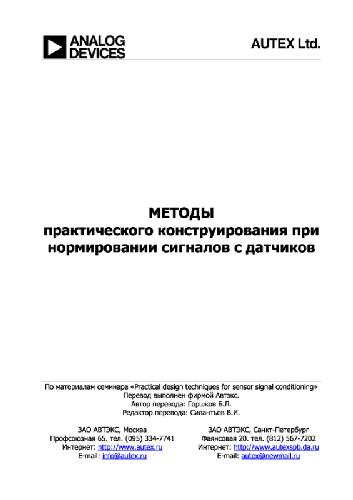 ANALOG
DEVICES
AUTEX Ltd.
МЕТОДЫ
практического конструирования при
нормировании сигналов с датчиков
По материалам семинара «Practical design techniques for sensor signal conditioning»
Перевод выполнен фирмой Автэкс.
Автор перевода: Горшков Б.Л.
Редактор перевода: Силантьев В.И.
ЗАО АВТЭКС, Москва
Профсоюзная 65. тел. (095) 334-7741
Интернет: http://www.autex.ru
E-mail: info@autex.ru
ЗАО АВТЭКС, Санкт-Петербург
Фаянсовая 20. тел. (812) 567-7202
Интернет: http://www.autexspb.da.ru
E-mail: autex@newmail.ru